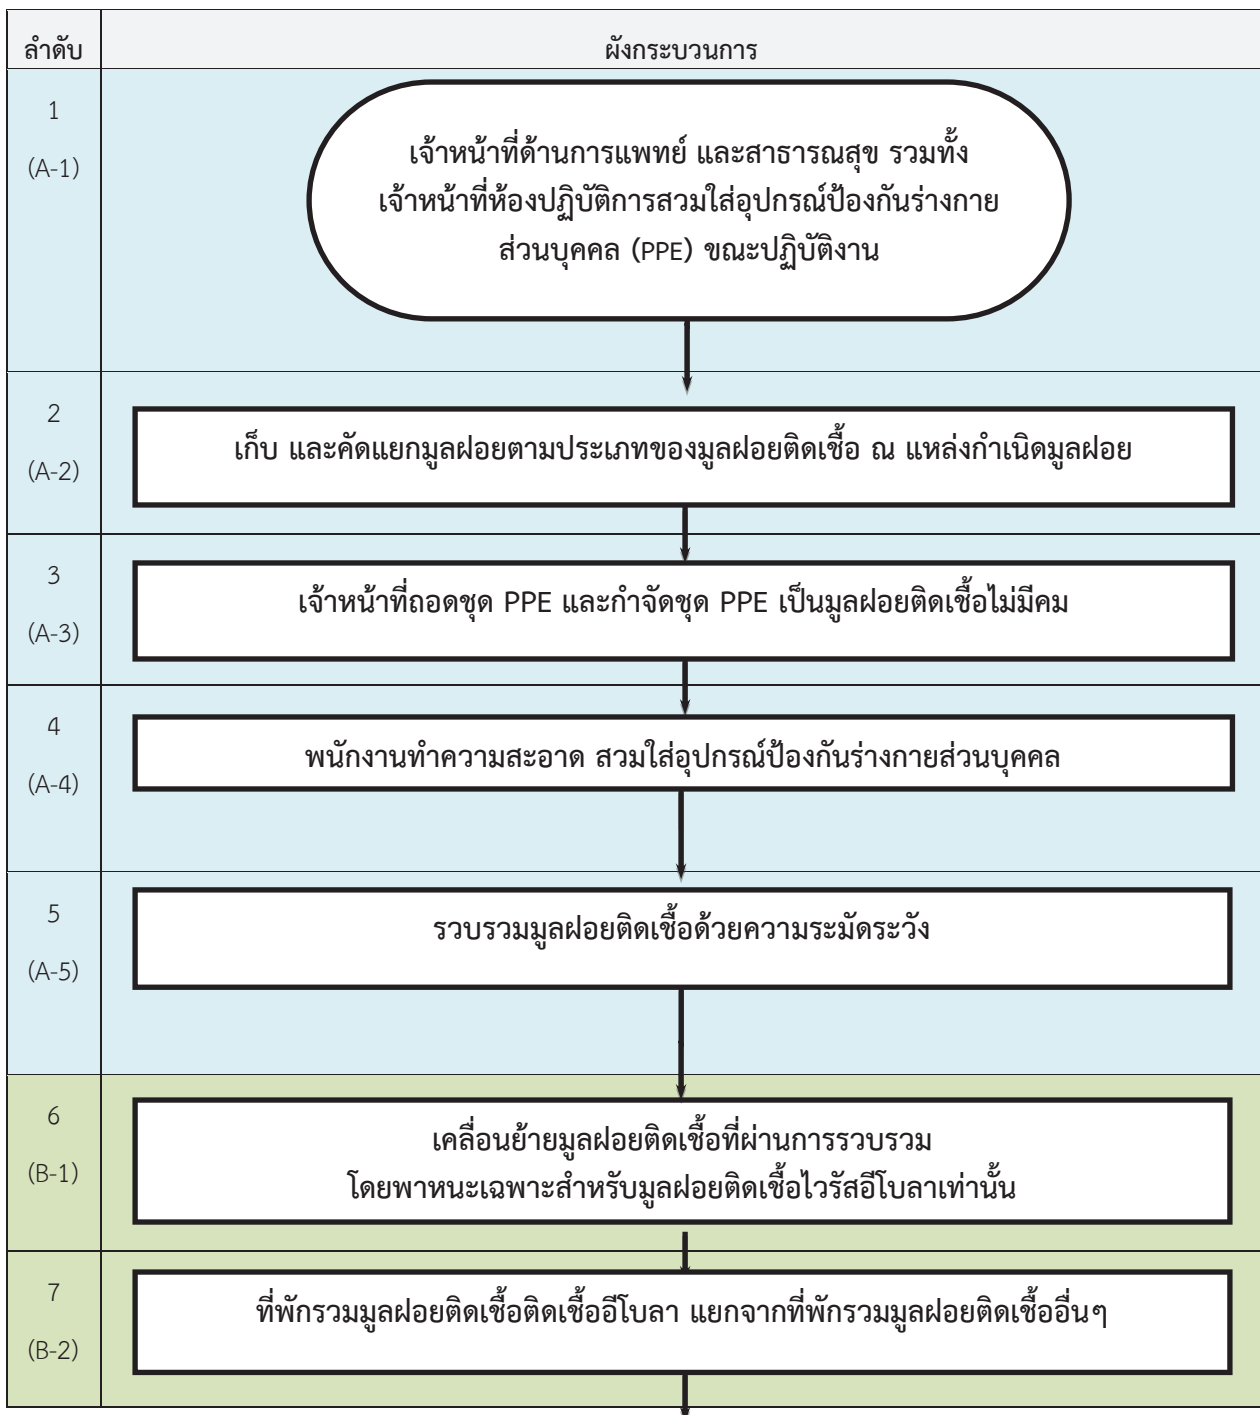 ลำดับ ผังกระบวนการ
1
(A-1)
เจ้าหน้าที่ด้านการแพทย์ และสาธารณสุข รวมทั้ง
เจ้าหน้าที่ห้องปฏิบัติการสวมใส่อุปกรณ์ป้องกันร่างกาย
ส่วนบุคคล (PPE) ขณะปฏิบัติงาน
2
(A-2)
เก็บ และคัดแยกมูลฝอยตามประเภทของมูลฝอยติดเชื้อ ณ แหล่งกำเนิดมูลฝอย
3
(A-3)
เจ้าหน้าที่ถอดชุด PPE และกำจัดชุด PPE เป็นมูลฝอยติดเชื้อไม่มีคม
4
(A-4)
พนักงานทำความสะอาด สวมใส่อุปกรณ์ป้องกันร่างกายส่วนบุคคล
5
(A-5)
รวบรวมมูลฝอยติดเชื้อด้วยความระมัดระวัง
6
(B-1)
เคลื่อนย้ายมูลฝอยติดเชื้อที่ผ่านการรวบรวม
โดยพาหนะเฉพาะสำหรับมูลฝอยติดเชื้อไวรัสอีโบลาเท่านั้น
7
(B-2)
ที่พักรวมมูลฝอยติดเชื้อติดเชื้ออีโบลา แยกจากที่พักรวมมูลฝอยติดเชื้ออื่นๆ